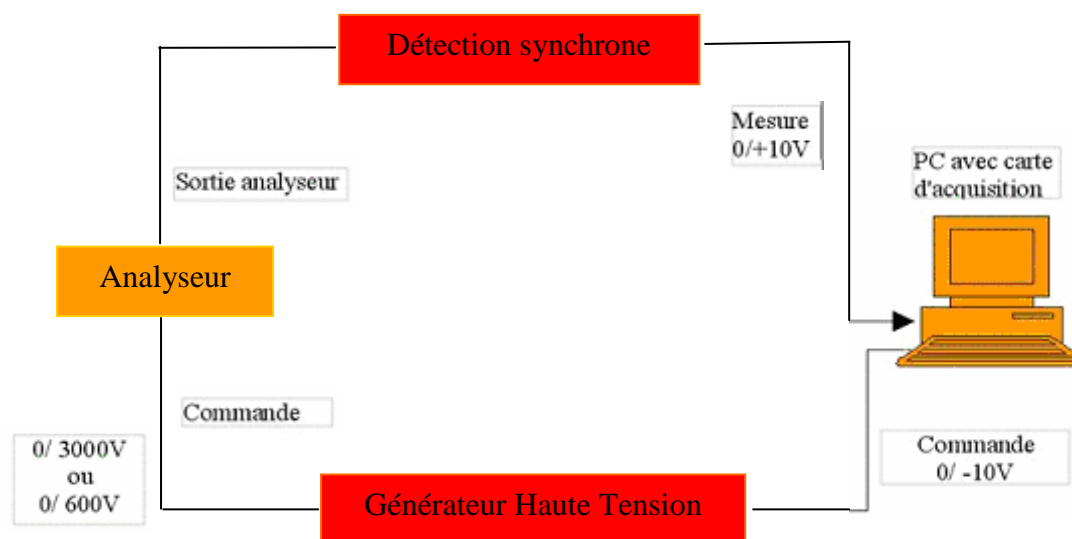 Détection synchrone
Mesure
0/+10V
PC avec carte
d'acquisition
Sortie analyseur
Analyseur
Commande
0/ 3000V
ou
0/ 600V
Commande
0/ -10V
Générateur Haute Tension